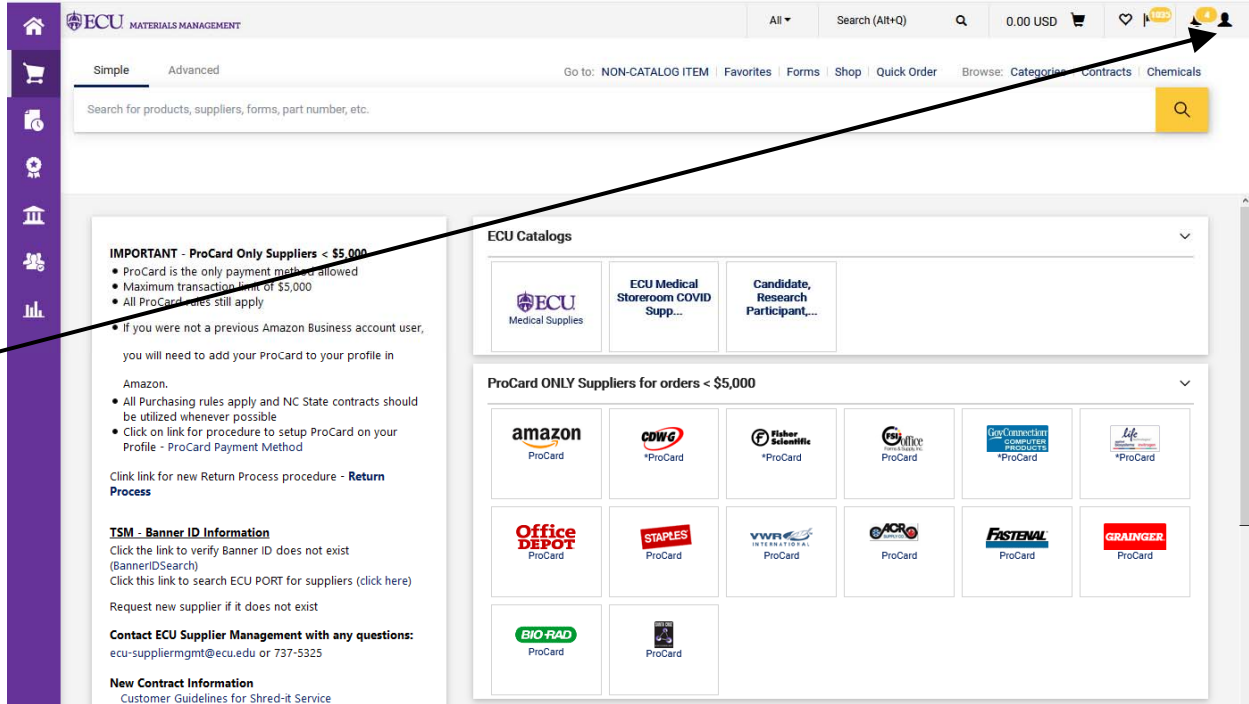 ECU MATERIALS MANAGEMENT
All
Search (Alt+Q)
0.00 USD
1035
4
Simple
Advanced
Go to: NON-CATALOG ITEM | Favorites | Forms | Shop | Quick Order
Browse: Categories Contracts | Chemicals
Search for products, suppliers, forms, part number, etc.
IMPORTANT - ProCard Only Suppliers < $5,000
• ProCard is the only payment method allowed
• Maximum transaction limit of $5,000
• All ProCard rules still apply
• If you were not a previous Amazon Business account user,
you will need to add your ProCard to your profile in
Amazon.
• All Purchasing rules apply and NC State contracts should
be utilized whenever possible
• Click on link for procedure to setup ProCard on your
Profile - ProCard Payment Method
Clink link for new Return Process procedure - Return
Process
TSM - Banner ID Information
Click the link to verify Banner ID does not exist
(BannerIDSearch)
Click this link to search ECU PORT for suppliers (click here)
Request new supplier if it does not exist
Contact ECU Supplier Management with any questions:
ecu-suppliermgmt@ecu.edu or 737-5325
New Contract Information
Customer Guidelines for Shred-it Service
ECU Catalogs
ECU
Medical Supplies
ECU Medical
Storeroom COVID
Supp...
Candidate,
Research
Participant,...
ProCard ONLY Suppliers for orders < $5,000
amazon
ProCard
CDWG
*ProCard
Fisher
Scientific
*ProCard
FSI office
ProCard
GovConnection
COMPUTER
PRODUCTS
*ProCard
life
*ProCard
Office
DEPOT
ProCard
STAPLES
ProCard
VWR
INTERNATIONAL
ProCard
ACR
SUPPLY CO.
ProCard
FASTENAL
ProCard
GRAINGER
ProCard
BIO-RAD
ProCard
ProCard